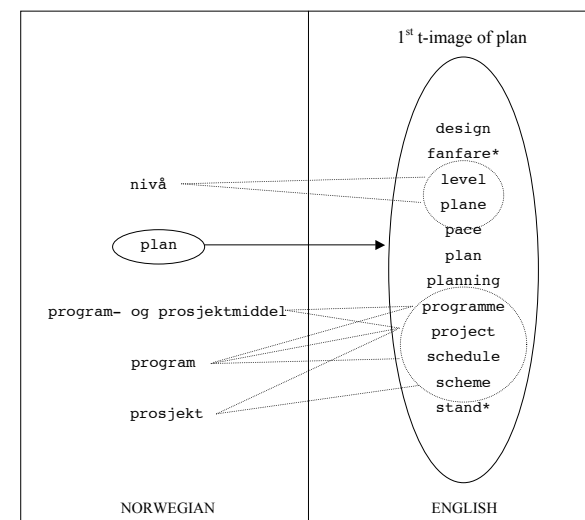 1st t-image of plan
design
fanfare*
nivå
level
plane
pace
plan
plan
planning
program- og prosjektmiddel
programme
project
program
schedule
scheme
prosjekt
stand*
NORWEGIAN
ENGLISH